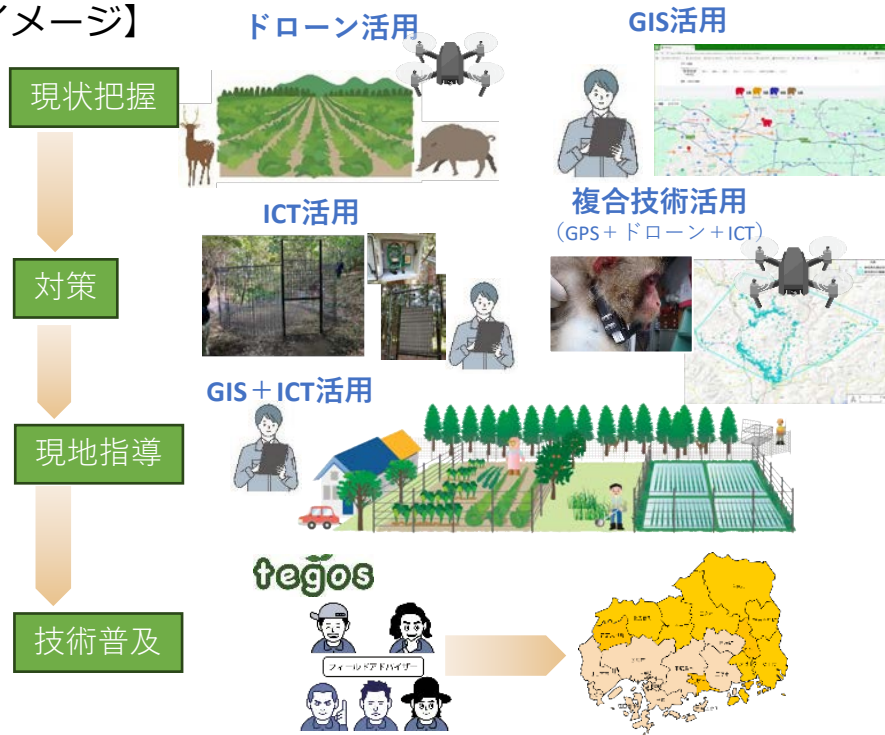 イメージ】
ドローン活用
GIS活用
現状把握
ICT活用
複合技術活用
（GPS＋ドローン＋ICT）
対策
GIS＋ICT活用
現地指導
tegos
フィールドアドバイザー
技術普及